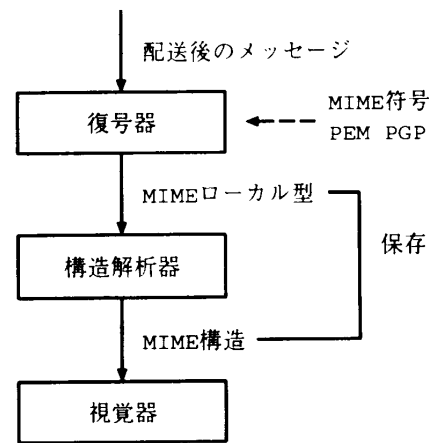 配送後のメッセージ
復号器
MIME符号
PEM PGP
MIMEローカル型
保存
構造解析器
MIME構造
視覚器